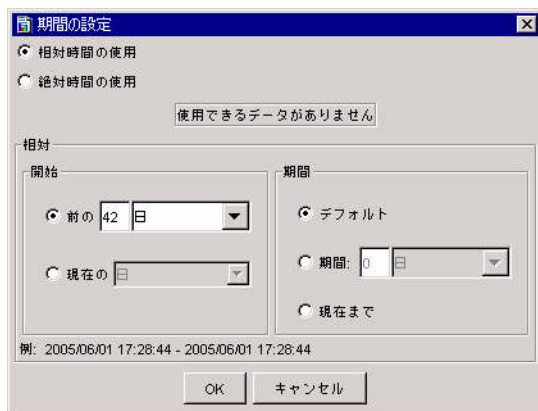 期間の設定
相対時間の使用
絶対時間の使用
使用できるデータがありません
相対
開始
前の 42 日
現在の 日
期間
デフォルト
期間: 0 日
現在まで
例: 2005/06/01 17:28:44 - 2005/06/01 17:28:44
OK キャンセル